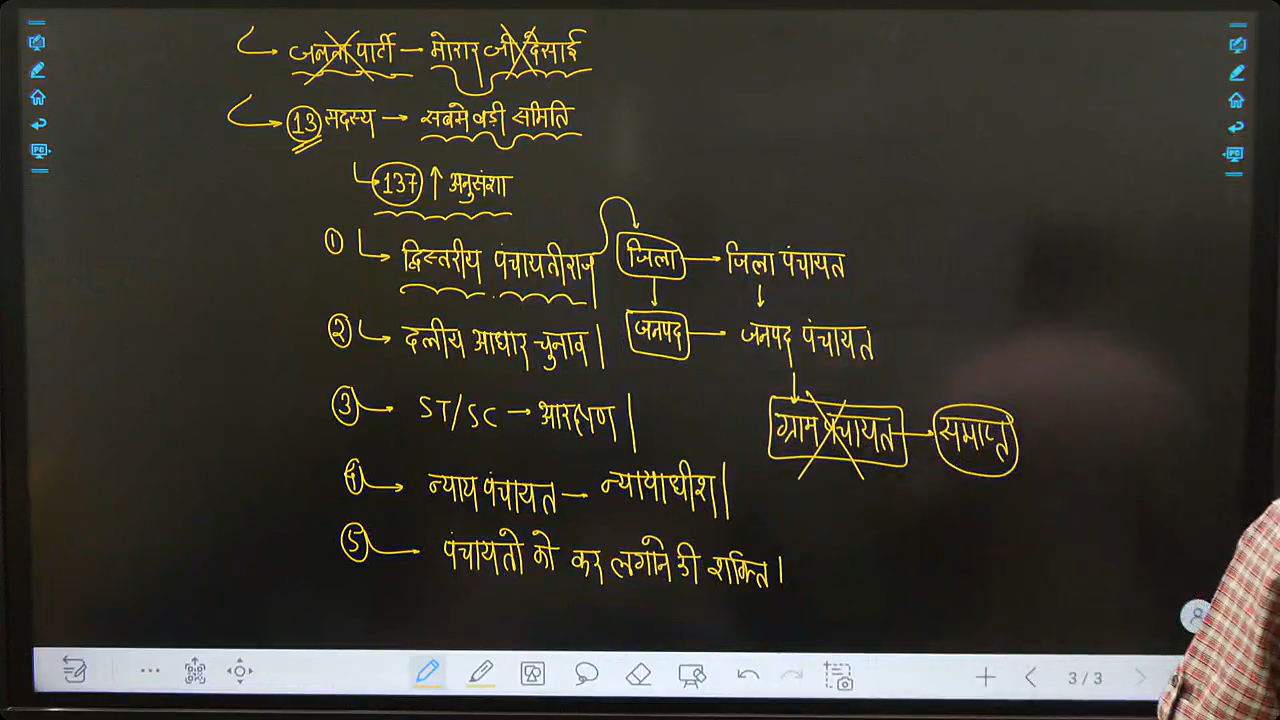 जनता पार्टी – मोरार जी देसाई
13 सदस्य → सबसे बड़ी समिति
137 ↑ अनुसंशा
① द्विस्तरीय पंचायतीराज जिला → जिला पंचायत
② दलीय आधार चुनाव | जनपद → जनपद पंचायत
③ ST/SC → आरक्षण | ग्राम पंचायत → समाप्त
④ न्याय पंचायत – न्यायाधीश |
⑤ पंचायतो को कर लगाने की शक्ति |
3/3